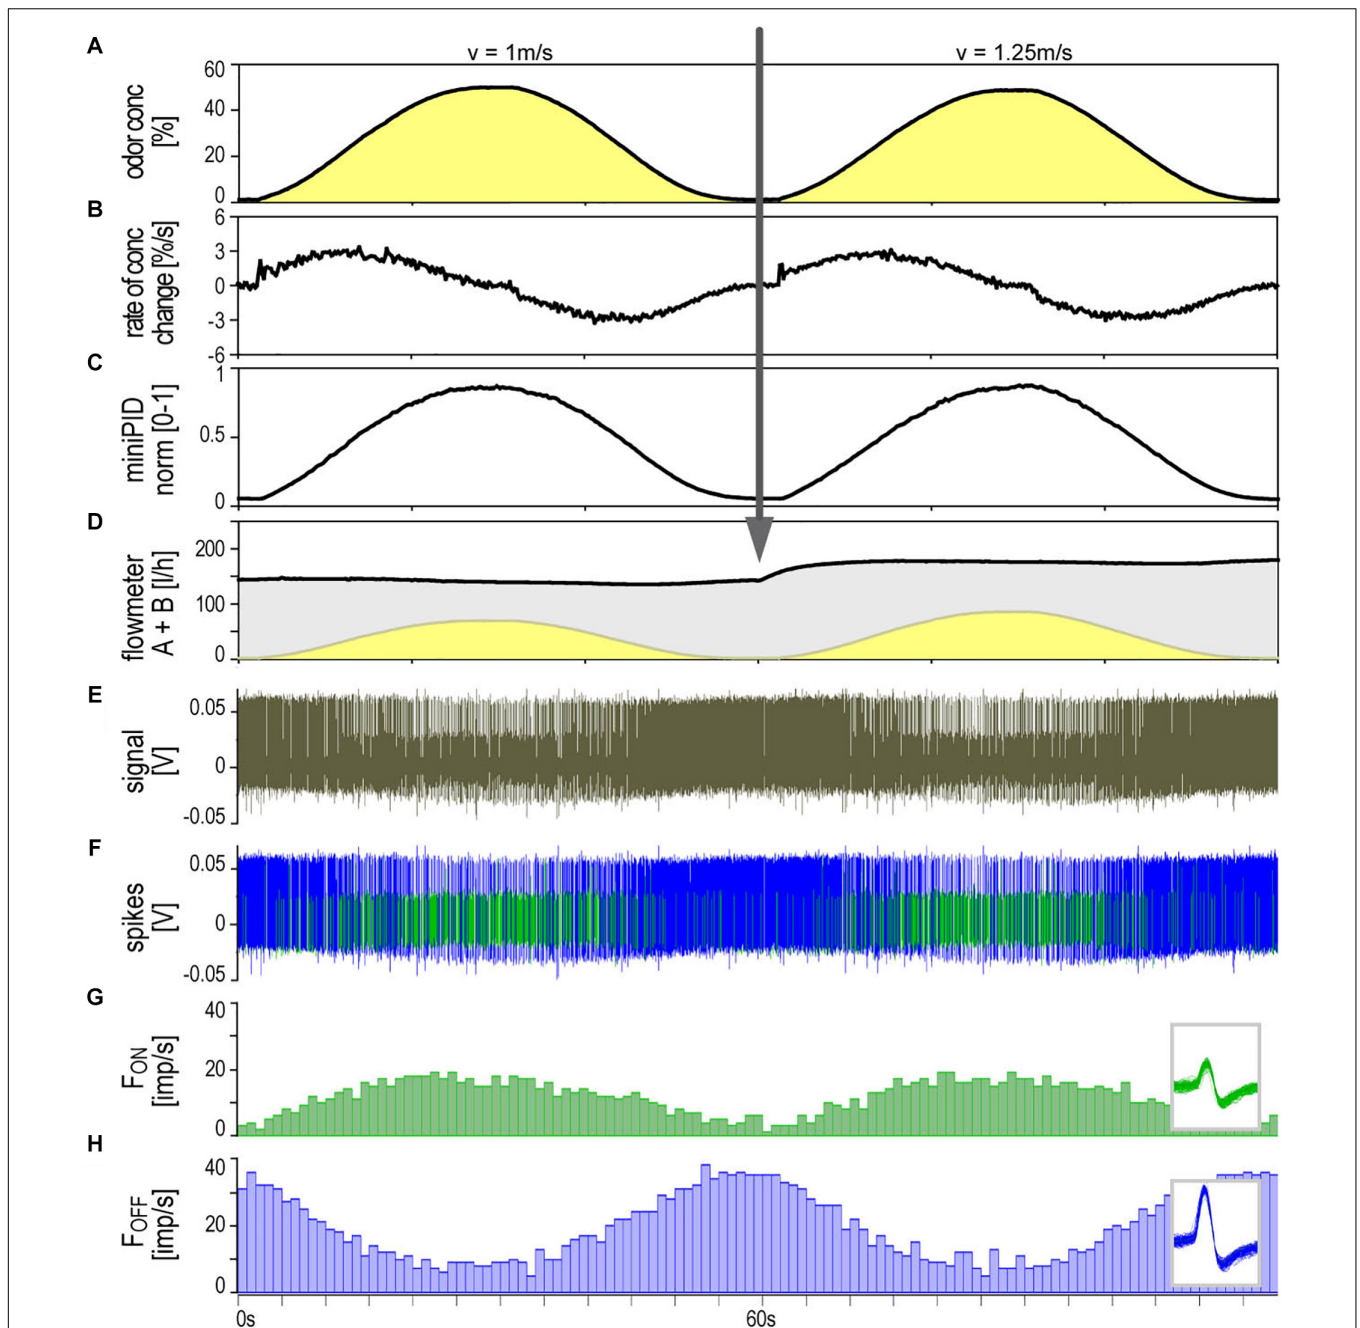 A
v = 1m/s
v = 1.25m/s
odor conc
[%]
60
40
20
0
B
rate of conc
change [%/s]
6
3
0
-3
-6
C
miniPID
norm [0-1]
1
0.5
0
D
flowmeter
A + B [l/h]
200
100
0
E
signal
[V]
0.05
0
-0.05
F
spikes
[V]
0.05
0
-0.05
G
FON
[imp/s]
40
20
0
H
FOFF
[imp/s]
40
20
0
0s
60s